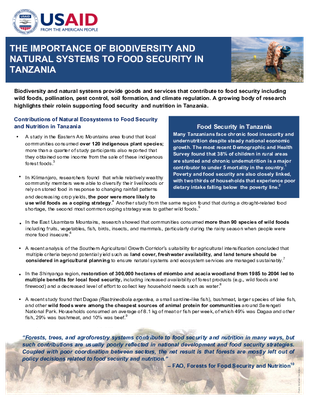 USAID
FROM THE AMERICAN PEOPLE
THE IMPORTANCE OF BIODIVERSITY AND
NATURAL SYSTEMS TO FOOD SECURITY IN
TANZANIA
Biodiversity and natural systems provide goods and services that contribute to food security including
wild foods, pollination, pest control, soil formation, and climate regulation. A growing body of research
highlights their role in supporting food security and nutrition in Tanzania.
Contributions of Natural Ecosystems to Food Security
and Nutrition in Tanzania
• A study in the Eastern Arc Mountains area found that local
communities consumed over 120 indigenous plant species;
more than a quarter of study participants also reported that
they obtained some income from the sale of these indigenous
forest foods.
• In Kilimanjaro, researchers found that while relatively wealthy
community members were able to diversify their livelihoods or
rely on stored food in response to changing rainfall patterns
and decreasing crop yields, the poor were more likely to
use wild foods as a coping strategy. Another study from the same region found that during a drought-related food
shortage, the second most common coping strategy was to gather wild foods.
• In the East Usambara Mountains, research showed that communities consumed more than 90 species of wild foods
including fruits, vegetables, fish, birds, insects, and mammals, particularly during the rainy season when people were
more food insecure.
• A recent analysis of the Southern Agricultural Growth Corridor's suitability for agricultural intensification concluded that
multiple criteria beyond potential yield such as land cover, freshwater availability, and land tenure should be
considered in agricultural planning to ensure natural systems and ecosystem services are managed sustainably.
• In the Shinyanga region, restoration of 300,000 hectares of miombo and acacia woodland from 1985 to 2004 led to
multiple benefits for local food security, including increased availability of forest products (e.g., wild foods and
firewood) and a decreased level of effort to collect key household needs such as water.
• A recent study found that Dagaa (Rastrineobola argentea, a small sardine-like fish), bushmeat, larger species of lake fish,
and other wild foods were among the cheapest sources of animal protein for communities around Serengeti
National Park. Households consumed an average of 8.1 kg of meat or fish per week, of which 49% was Dagaa and other
fish, 29% was bushmeat, and 10% was beef.
Food Security in Tanzania
Many Tanzanians face chronic food insecurity and
undernutrition despite steady national economic
growth. The most recent Demographic and Health
Survey found that 38% of children in rural areas
are stunted and chronic undernutrition is a major
contributor to under 5 mortality in the country.
Poverty and food security are also closely linked,
with two thirds of households that experience poor
dietary intake falling below the poverty line.
"Forests, trees, and agroforestry systems contribute to food security and nutrition in many ways, but
such contributions are usually poorly reflected in national development and food security strategies.
Coupled with poor coordination between sectors, the net result is that forests are mostly left out of
policy decisions related to food security and nutrition."
– FAO, Forests for Food Security and Nutrition